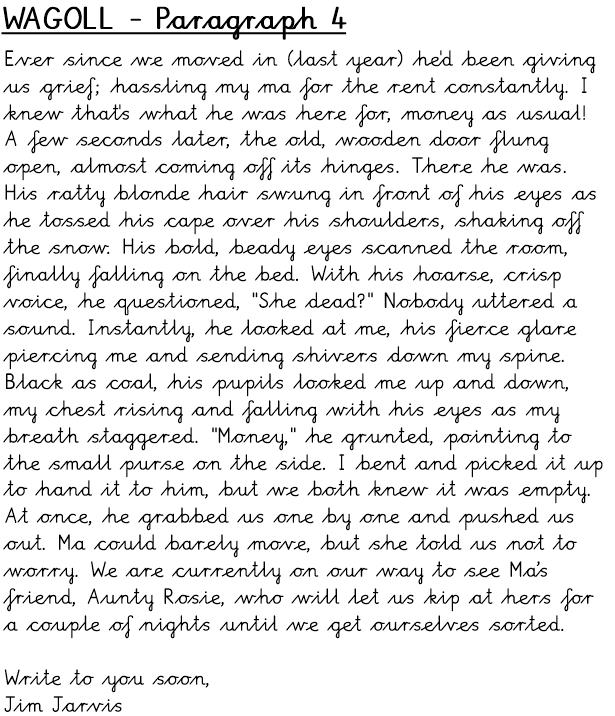 WAGOLL - Paragraph 4
Ever since we moved in (last year) he'd been giving
us grief; hassling my ma for the rent constantly. I
knew that's what he was here for, money as usual!
A few seconds later, the old, wooden door flung
open, almost coming off its hinges. There he was.
His ratty blonde hair swung in front of his eyes as
he tossed his cape over his shoulders, shaking off
the snow. His bold, beady eyes scanned the room,
finally falling on the bed. With his hoarse, crisp
voice, he questioned, "She dead?" Nobody uttered a
sound. Instantly, he looked at me, his fierce glare
piercing me and sending shivers down my spine.
Black as coal, his pupils looked me up and down,
my chest rising and falling with his eyes as my
breath staggered. "Money," he grunted, pointing to
the small purse on the side. I bent and picked it up
to hand it to him, but we both knew it was empty.
At once, he grabbed us one by one and pushed us
out. Ma could barely move, but she told us not to
worry. We are currently on our way to see Ma's
friend, Aunty Rosie, who will let us kip at hers for
a couple of nights until we get ourselves sorted.
Write to you soon,
Jim Jarvis